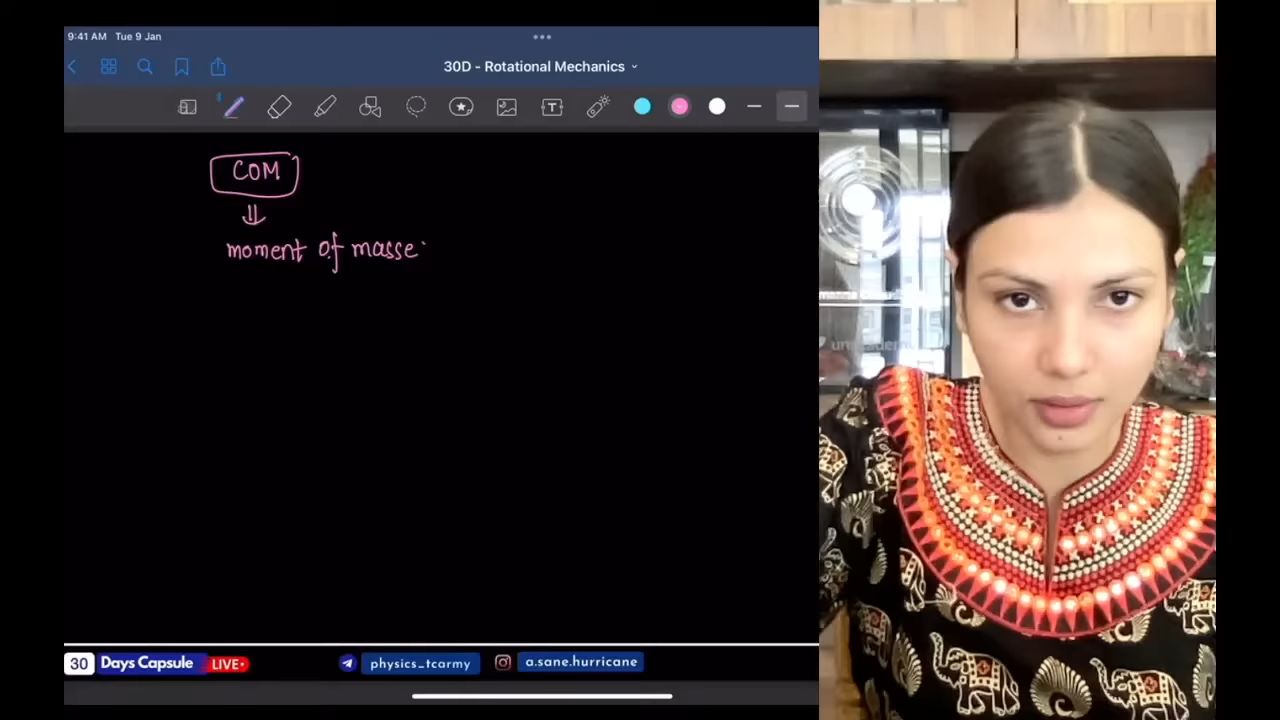 9:41 AM Tue 9 Jan
30D - Rotational Mechanics
T
COM
moment of masse
30 Days Capsule LIVE
physics_tcarmy
a.sane.hurricane